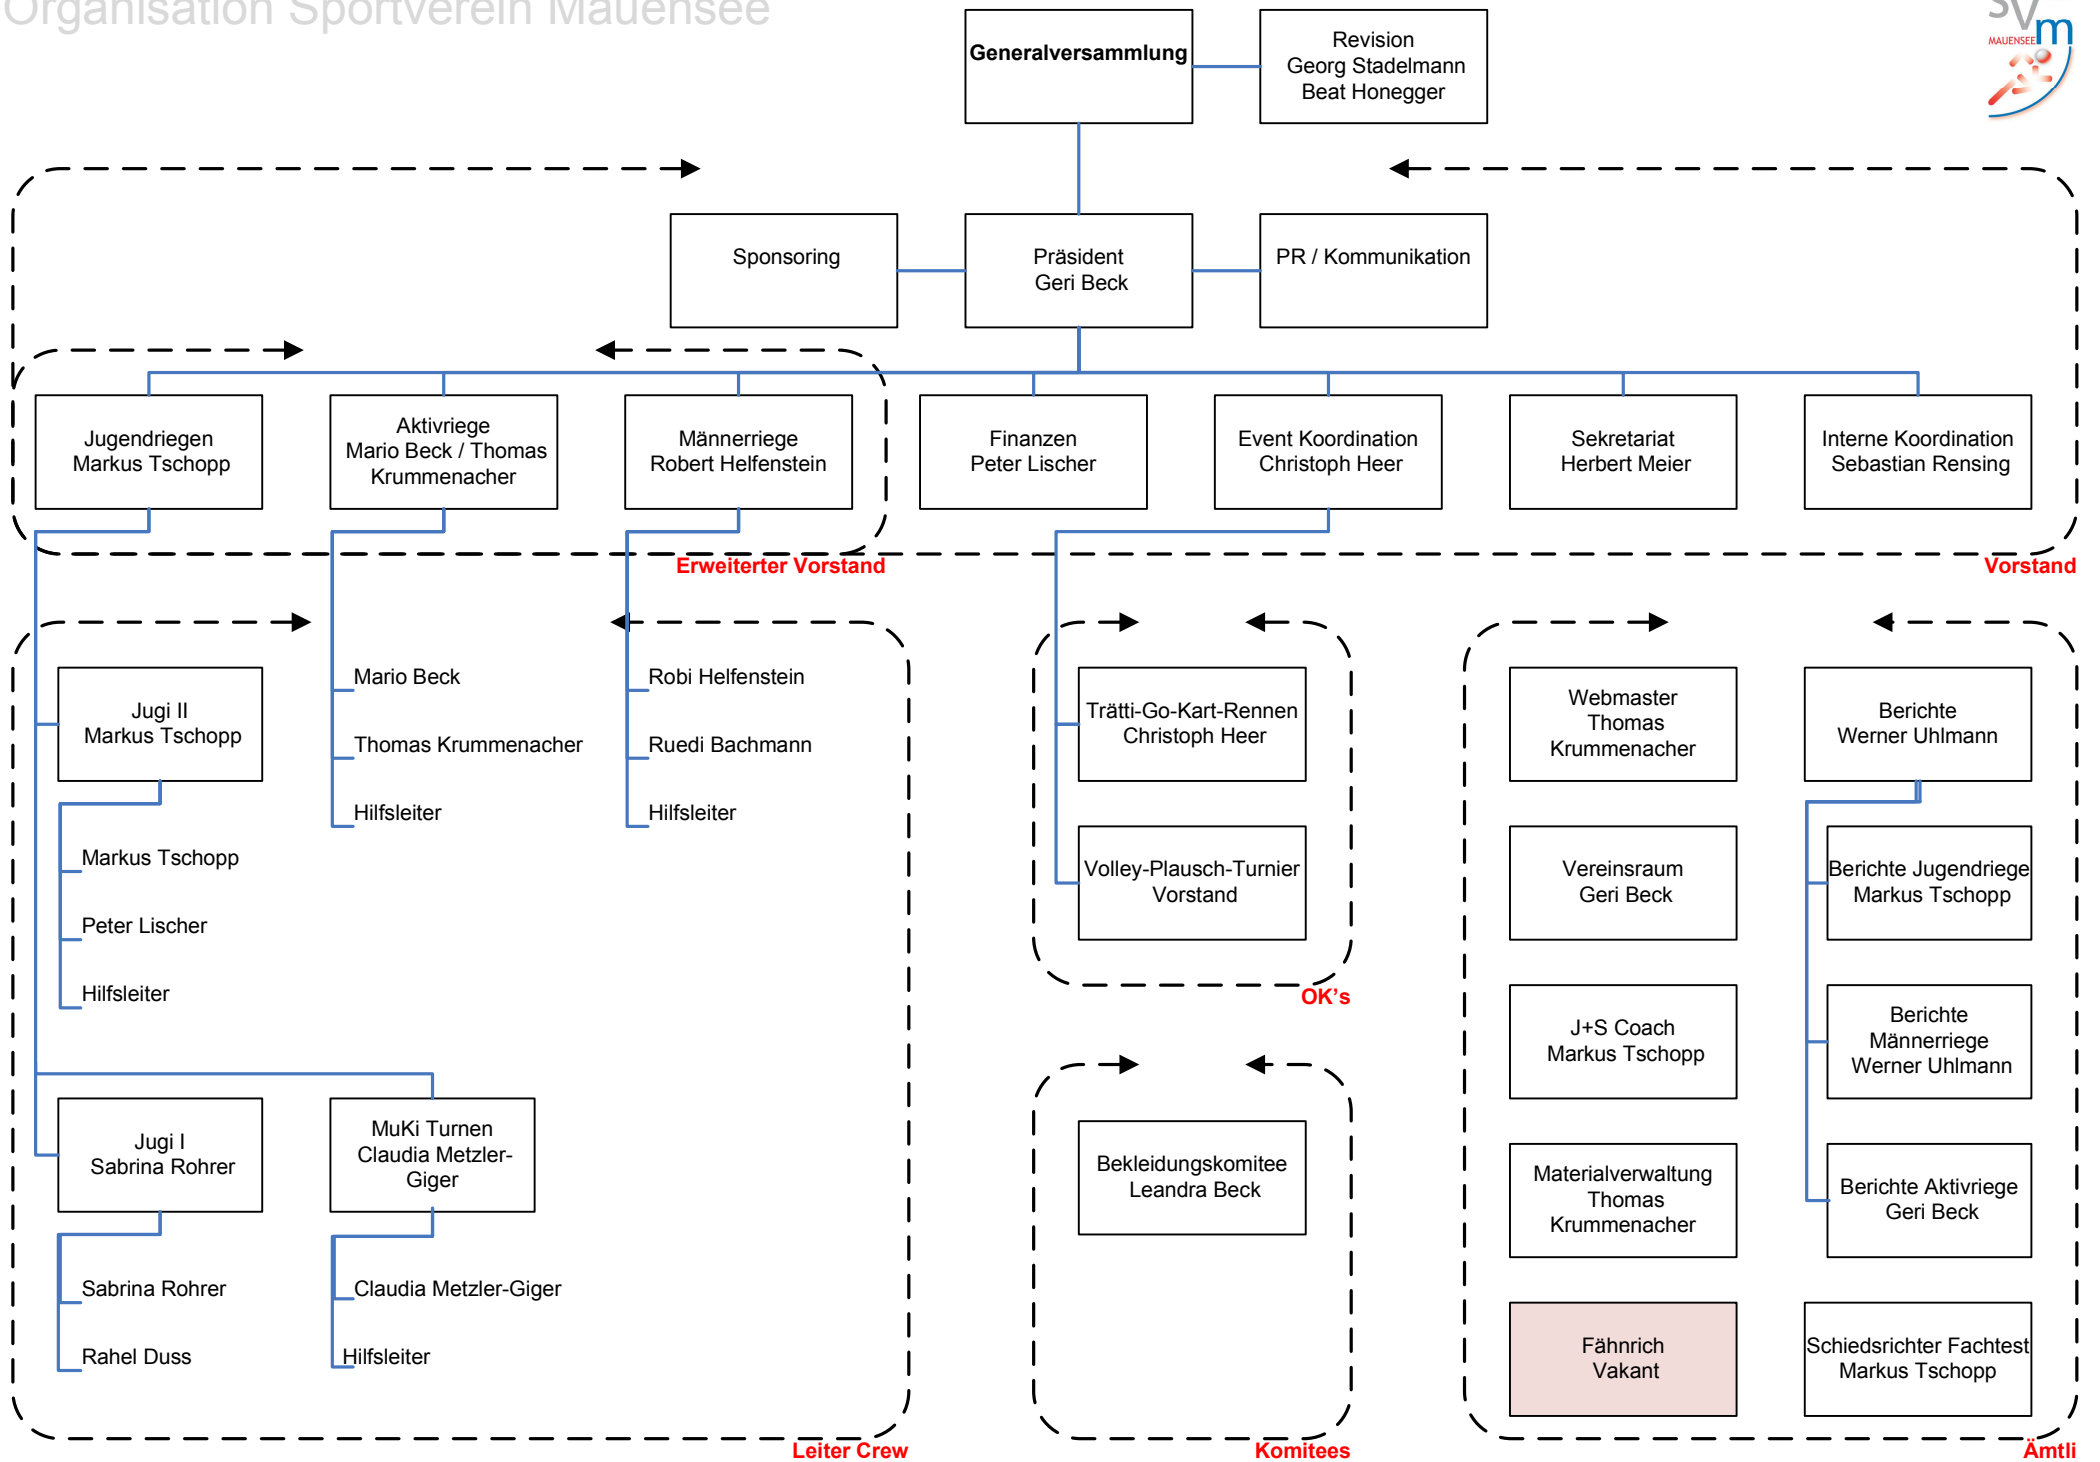 Organisation Sportverein Mauensee
SVm
MAUENSEE
Generalversammlung
Revision
Georg Stadelmann
Beat Honegger
Sponsoring
Präsident
Geri Beck
PR / Kommunikation
Jugendriegen
Markus Tschopp
Aktivriege
Mario Beck / Thomas
Krummenacher
Männerriege
Robert Helfenstein
Finanzen
Peter Lischer
Event Koordination
Christoph Heer
Sekretariat
Herbert Meier
Interne Koordination
Sebastian Rensing
Erweiterter Vorstand
Vorstand
Jugi II
Markus Tschopp
Markus Tschopp
Peter Lischer
Hilfsleiter
Mario Beck
Thomas Krummenacher
Hilfsleiter
Robi Helfenstein
Ruedi Bachmann
Hilfsleiter
Jugi I
Sabrina Rohrer
Sabrina Rohrer
Rahel Duss
MuKi Turnen
Claudia Metzler-
Giger
Claudia Metzler-Giger
Hilfsleiter
Leiter Crew
Trätti-Go-Kart-Rennen
Christoph Heer
Volley-Plausch-Turnier
Vorstand
OK's
Bekleidungskomitee
Leandra Beck
Komitees
Webmaster
Thomas
Krummenacher
Vereinsraum
Geri Beck
J+S Coach
Markus Tschopp
Materialverwaltung
Thomas
Krummenacher
Fähnrich
Vakant
Berichte
Werner Uhlmann
Berichte Jugendriege
Markus Tschopp
Berichte
Männerriege
Werner Uhlmann
Berichte Aktivriege
Geri Beck
Schiedsrichter Fachtest
Markus Tschopp
Ämtli